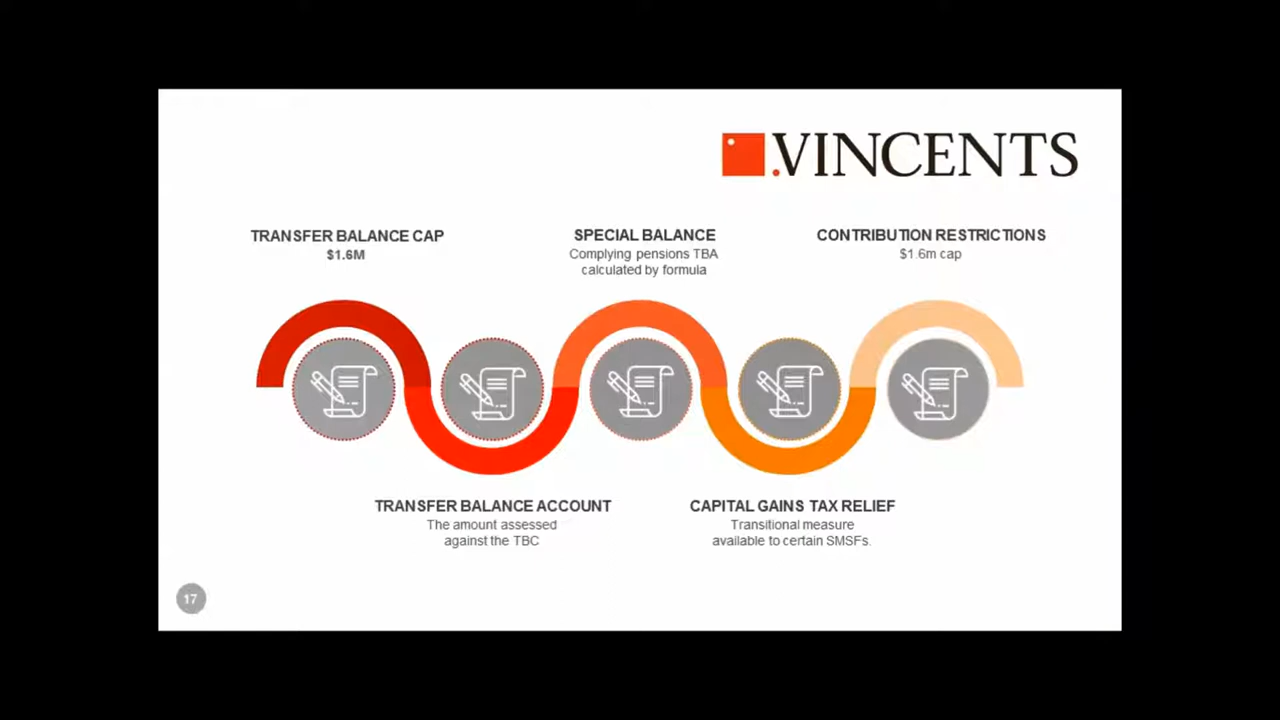 .VINCENTS
TRANSFER BALANCE CAP
$1.6M
SPECIAL BALANCE
Complying pensions TBA
calculated by formula
CONTRIBUTION RESTRICTIONS
$1.6m cap
TRANSFER BALANCE ACCOUNT
The amount assessed
against the TBC
CAPITAL GAINS TAX RELIEF
Transitional measure
available to certain SMSFs.
17